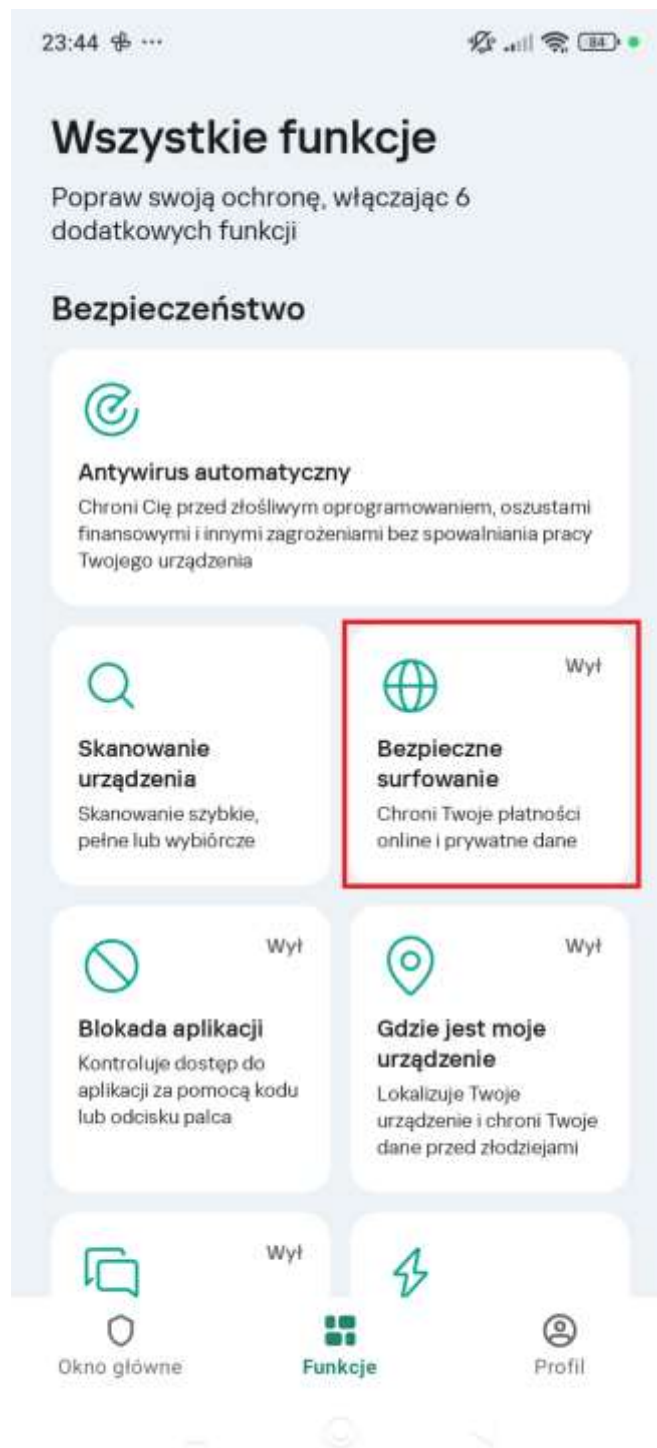 23:44 ...
84
Wszystkie funkcje
Popraw swoją ochronę, włączając 6
dodatkowych funkcji
Bezpieczeństwo
Antywirus automatyczny
Chroni Cię przed złośliwym oprogramowaniem, oszustami
finansowymi i innymi zagrożeniami bez spowalniania pracy
Twojego urządzenia
Skanowanie
urządzenia
Skanowanie szybkie,
pełne lub wybiórcze
Wył
Bezpieczne
surfowanie
Chroni Twoje płatności
online i prywatne dane
Wył
Blokada aplikacji
Kontroluje dostęp do
aplikacji za pomocą kodu
lub odcisku palca
Wył
Gdzie jest moje
urządzenie
Lokalizuje Twoje
urządzenie i chroni Twoje
dane przed złodziejami
Wył
Okno główne
Funkcje
Profil